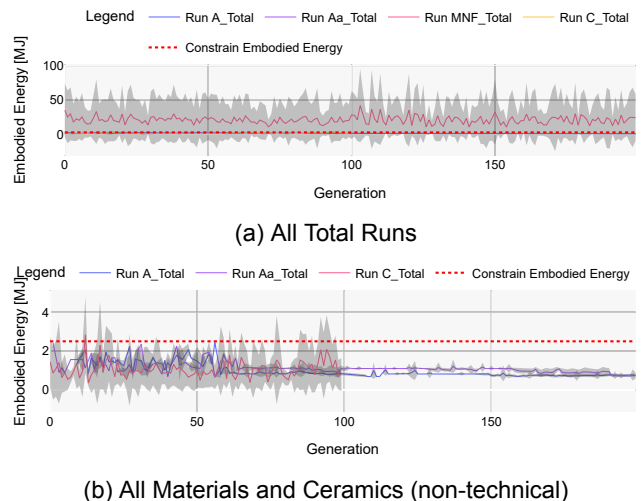 Legend Run A_Total Run Aa_Total Run MNF_Total Run C_Total
Constrain Embodied Energy
Embodied Energy [MJ]
100
50
0
0 50 100 150
Generation
(a) All Total Runs
Legend Run A_Total Run Aa_Total Run C_Total Constrain Embodied Energy
Embodied Energy [MJ]
4
2
0
0 50 100 150
Generation
(b) All Materials and Ceramics (non-technical)